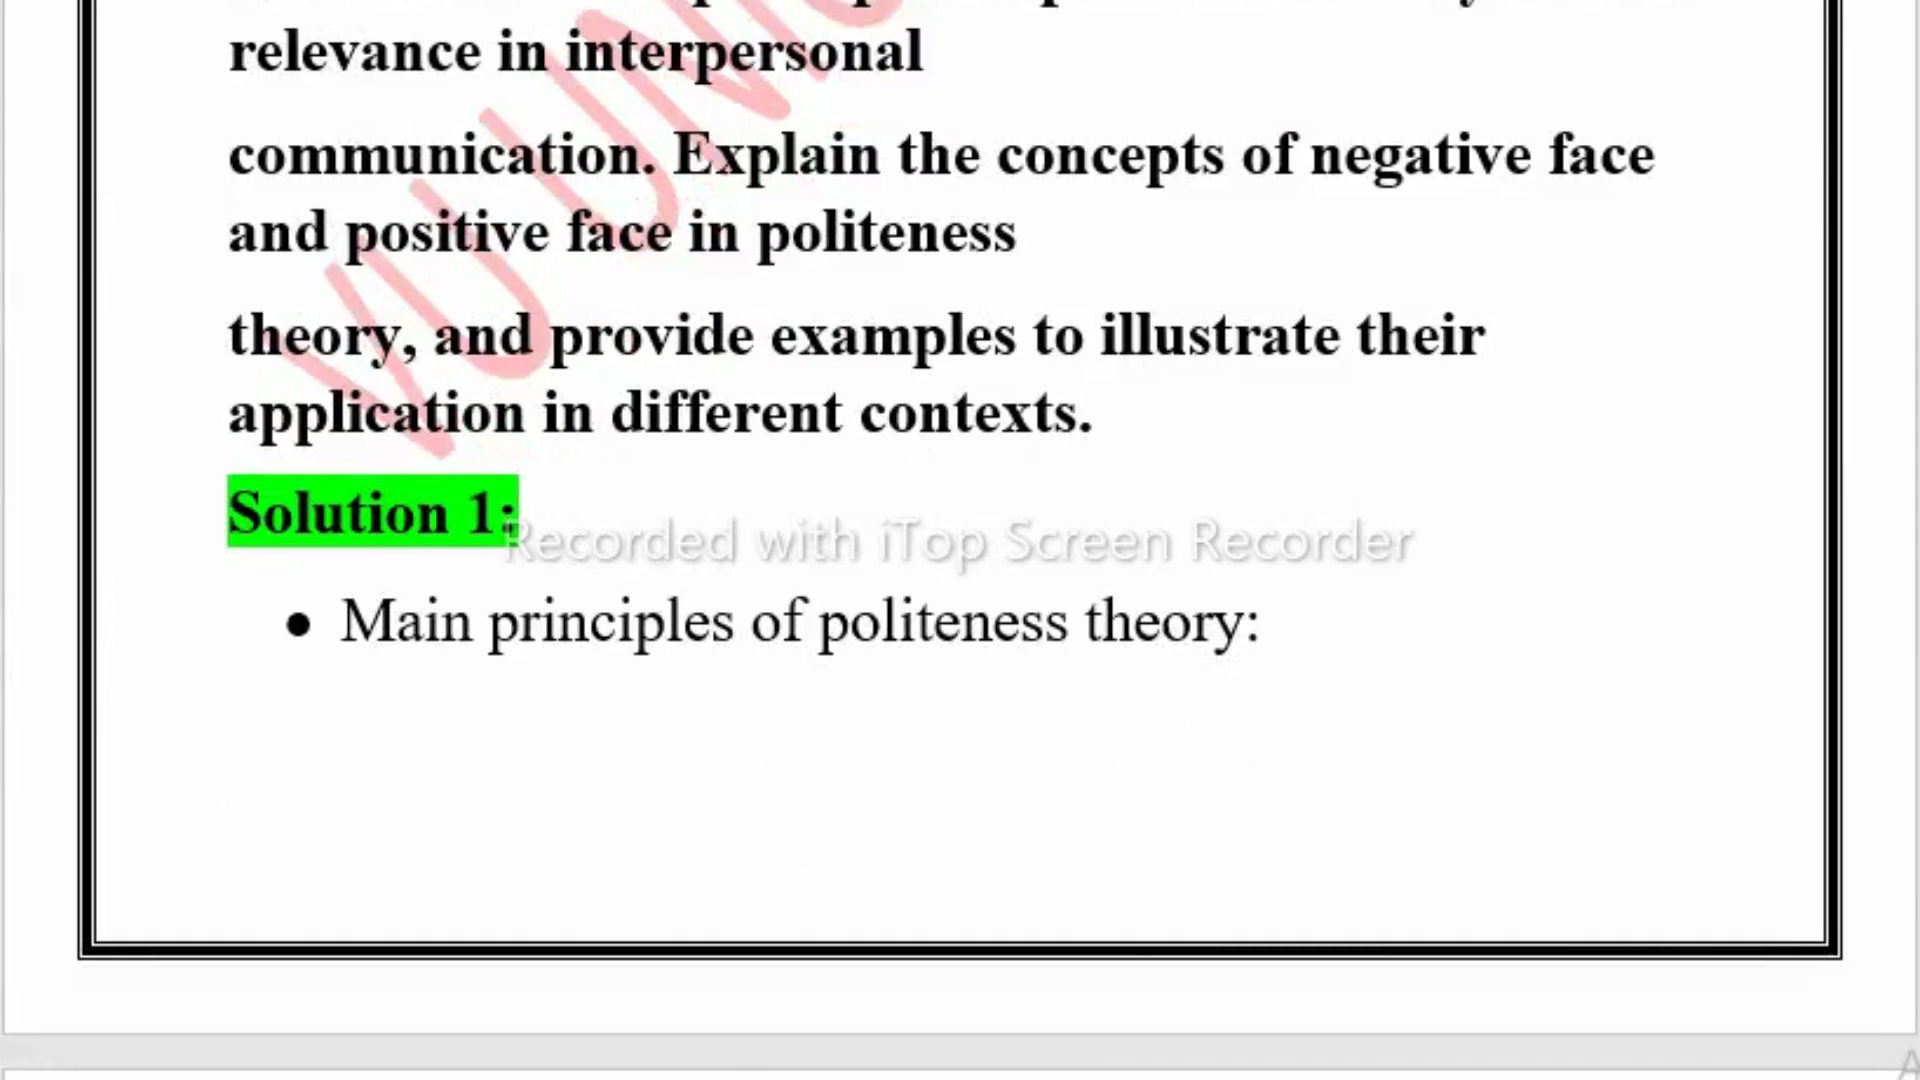 relevance in interpersonal
communication. Explain the concepts of negative face
and positive face in politeness
theory, and provide examples to illustrate their
application in different contexts.
Solution 1:
Recorded with iTop Screen Recorder
● Main principles of politeness theory:
VU